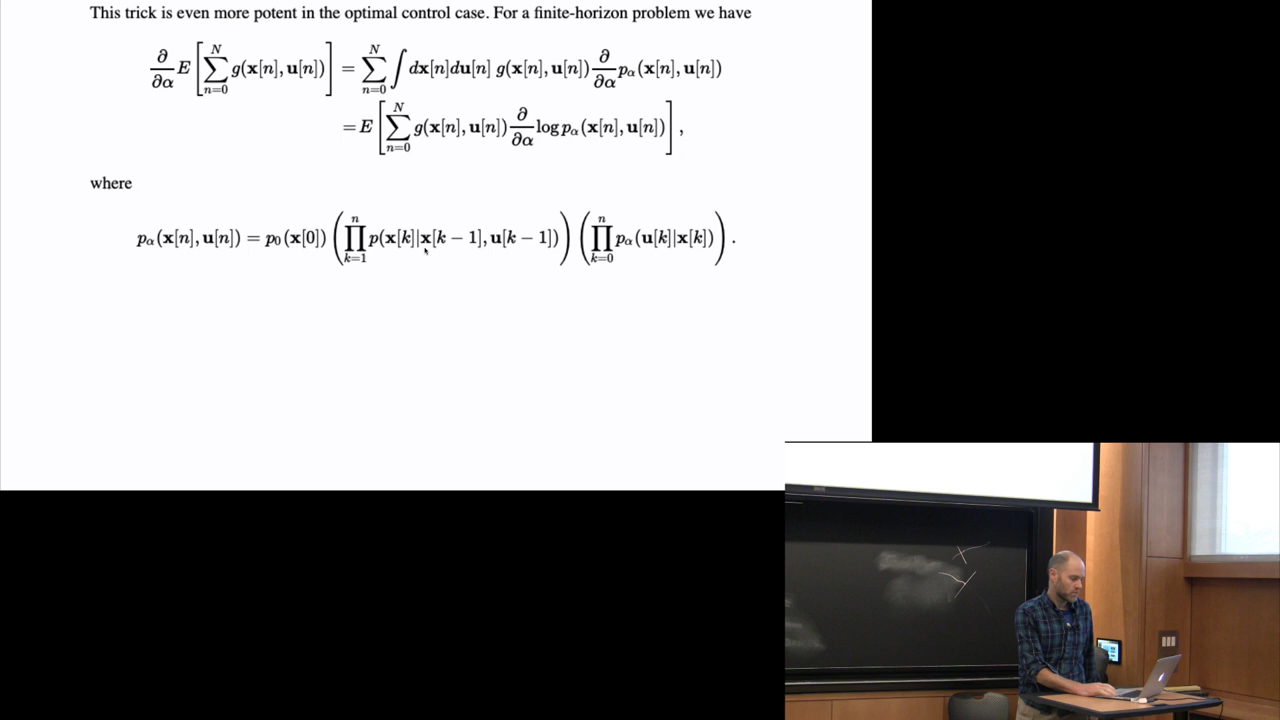 This trick is even more potent in the optimal control case. For a finite-horizon problem we have
∂/∂α E[∑_{n=0}^{N} g(x[n], u[n])] = ∑_{n=0}^{N} ∫ dx[n]du[n] g(x[n], u[n]) ∂/∂α p_α(x[n], u[n])
= E[∑_{n=0}^{N} g(x[n], u[n]) ∂/∂α log p_α(x[n], u[n])],
where
p_α(x[n], u[n]) = p_0(x[0]) (∏_{k=1}^{n} p(x[k]|x[k − 1], u[k − 1])) (∏_{k=0}^{n} p_α(u[k]|x[k])).